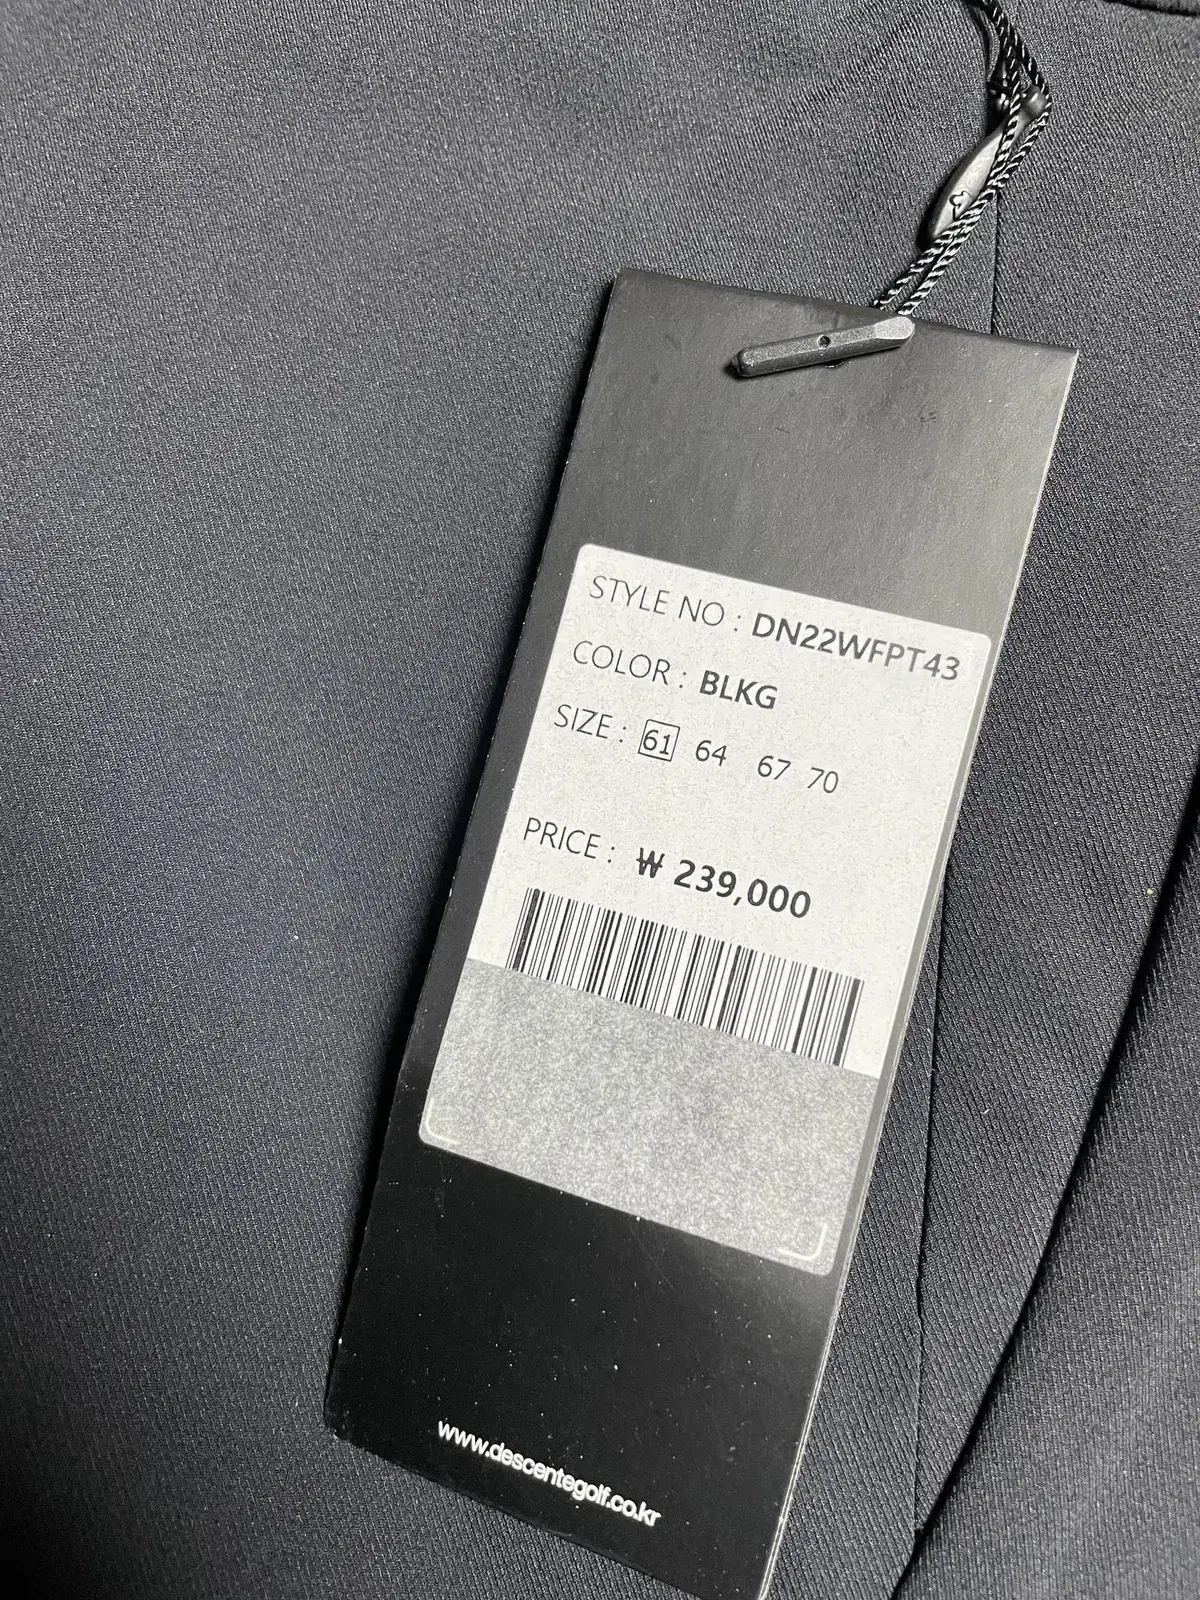 STYLE NO : DN22WFPT43
COLOR : BLKG
SIZE : 61 64 67 70
PRICE : ₩ 239,000
www.descentegolf.co.kr